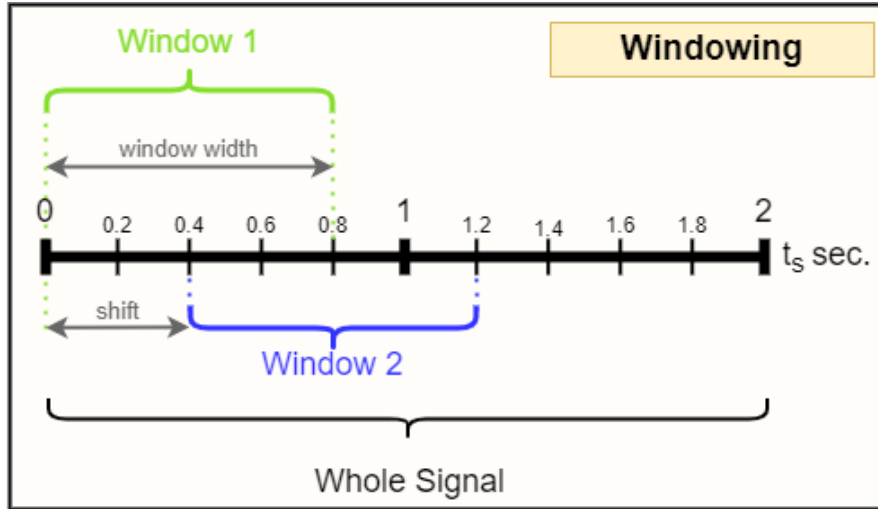 Window 1
Windowing
window width
0 0.2 0.4 0.6 0.8 1 1.2 1.4 1.6 1.8 2
tₛ sec.
shift
Window 2
Whole Signal